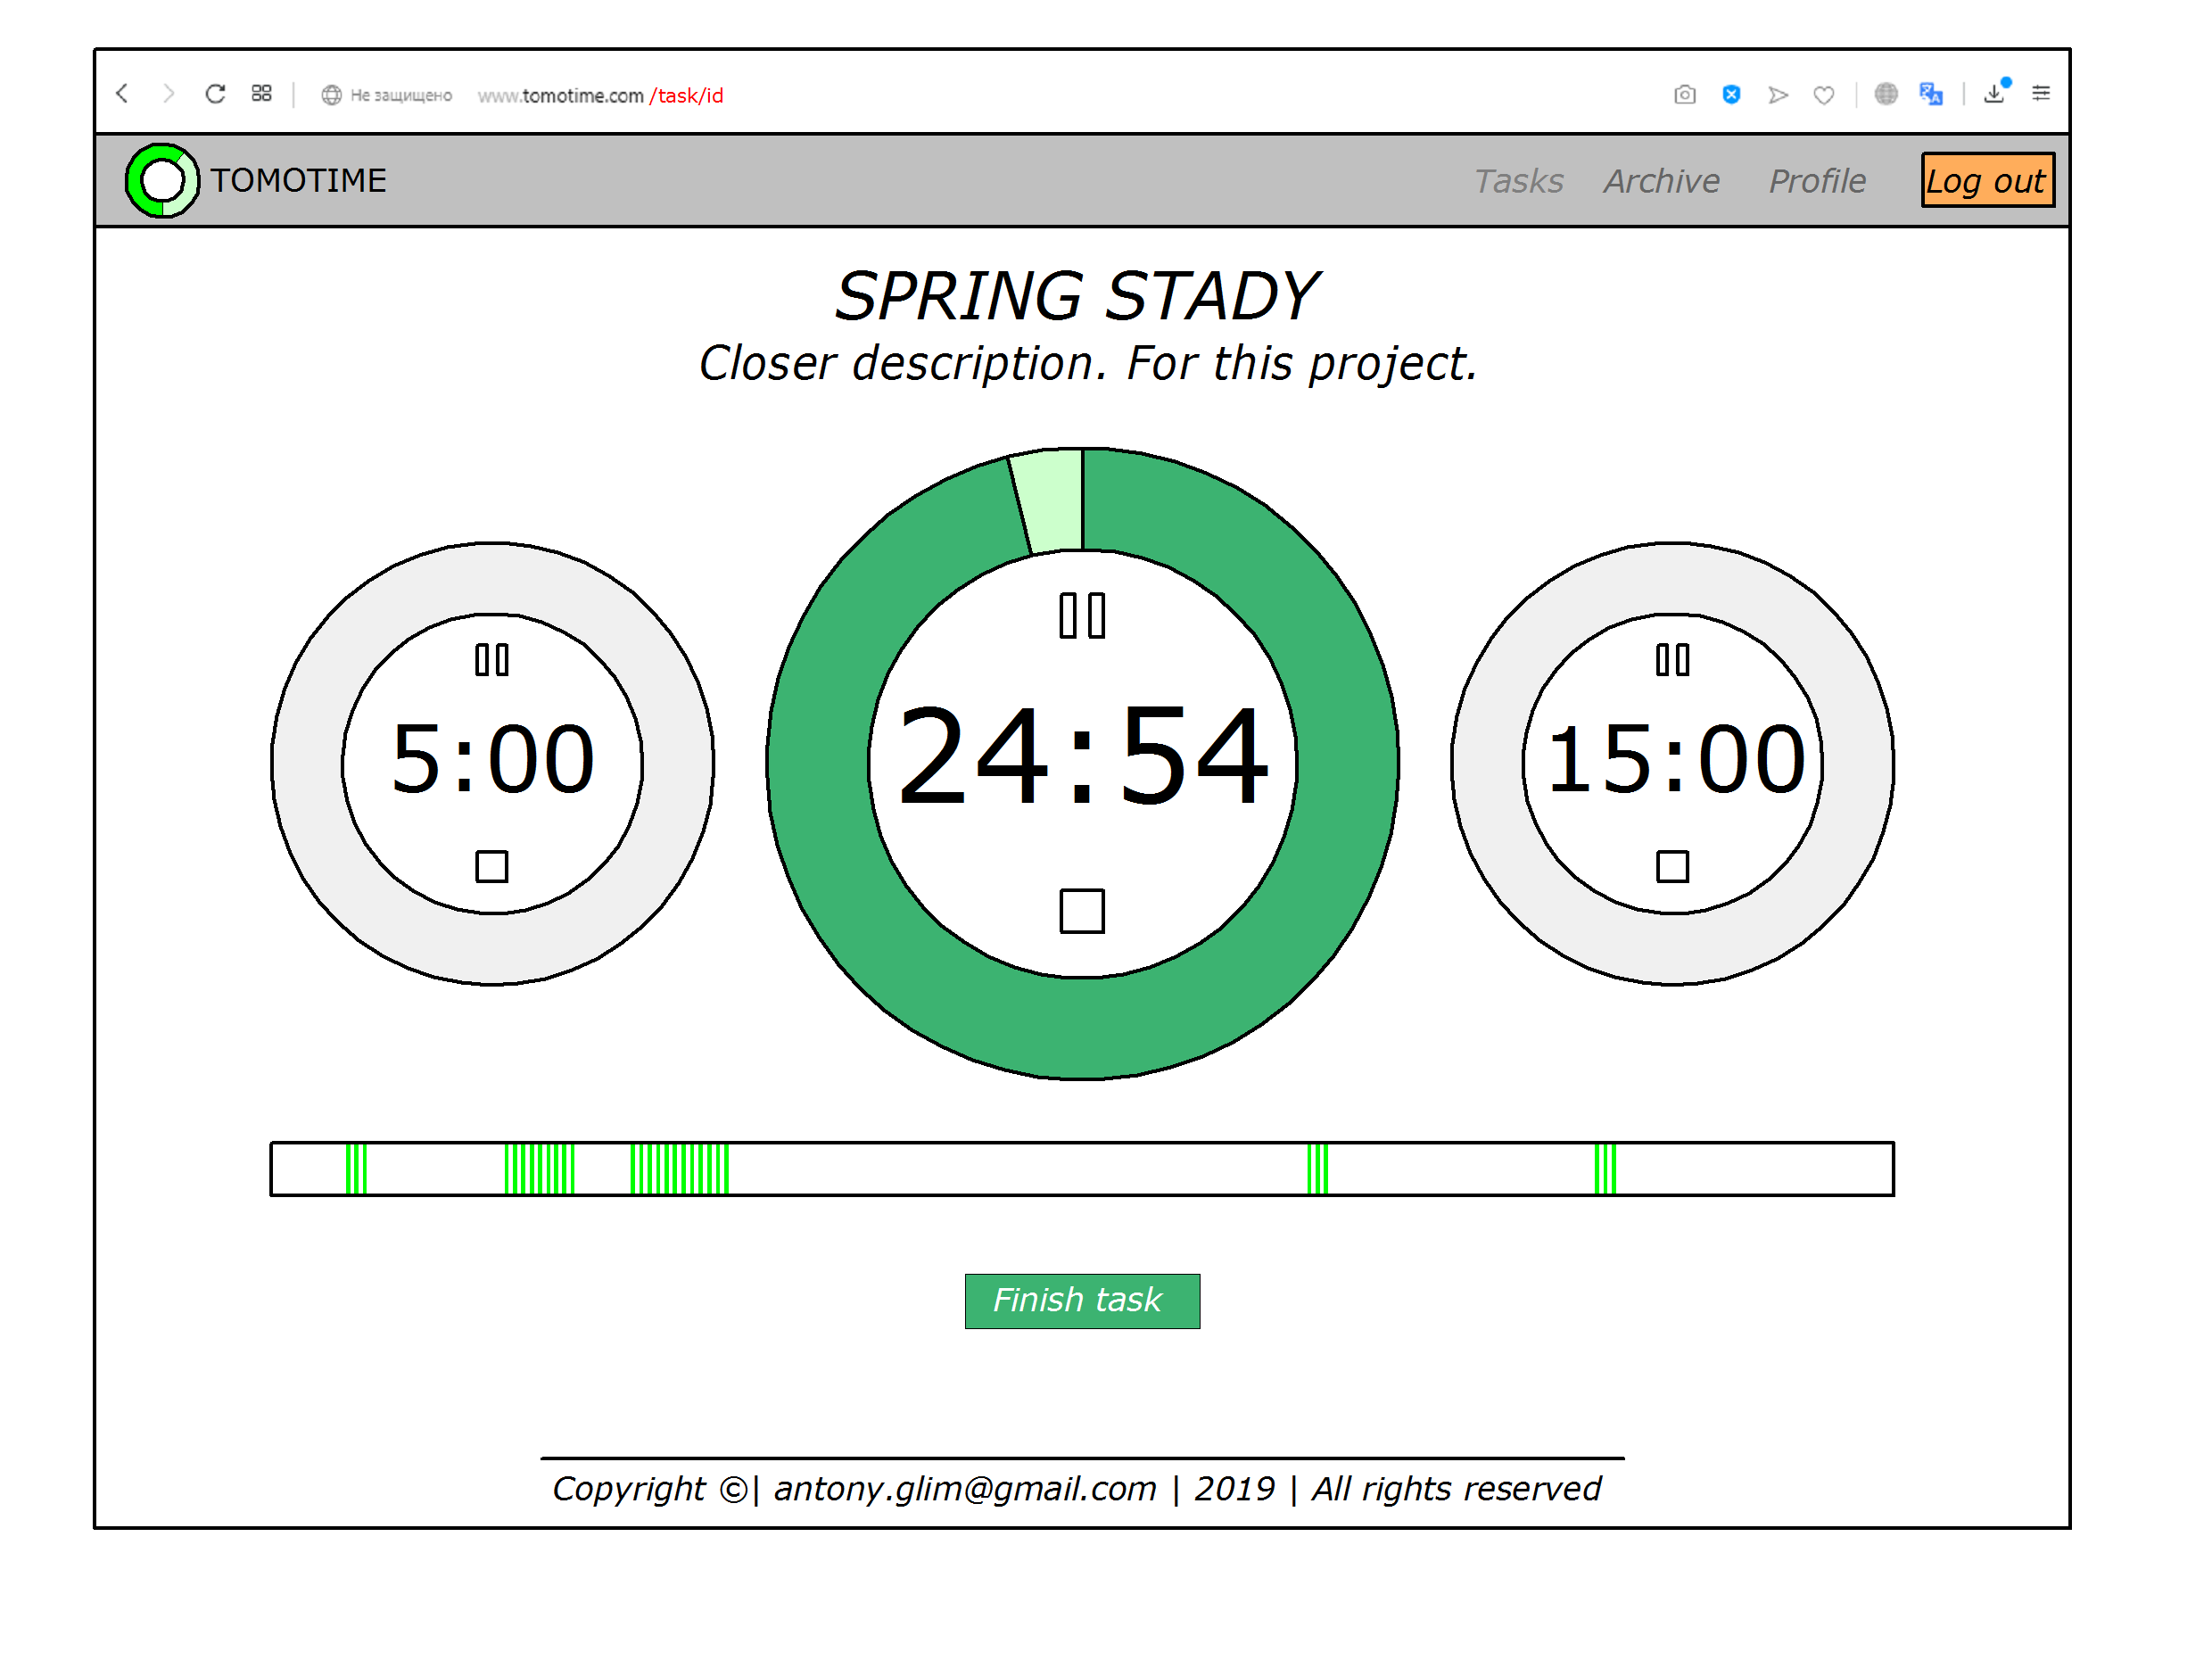 Не защищено www.tomotime.com /task/id
TOMOTIME Tasks Archive Profile Log out
SPRING STADY
Closer description. For this project.
5:00 24:54 15:00
Finish task
Copyright ©| antony.glim@gmail.com | 2019 | All rights reserved